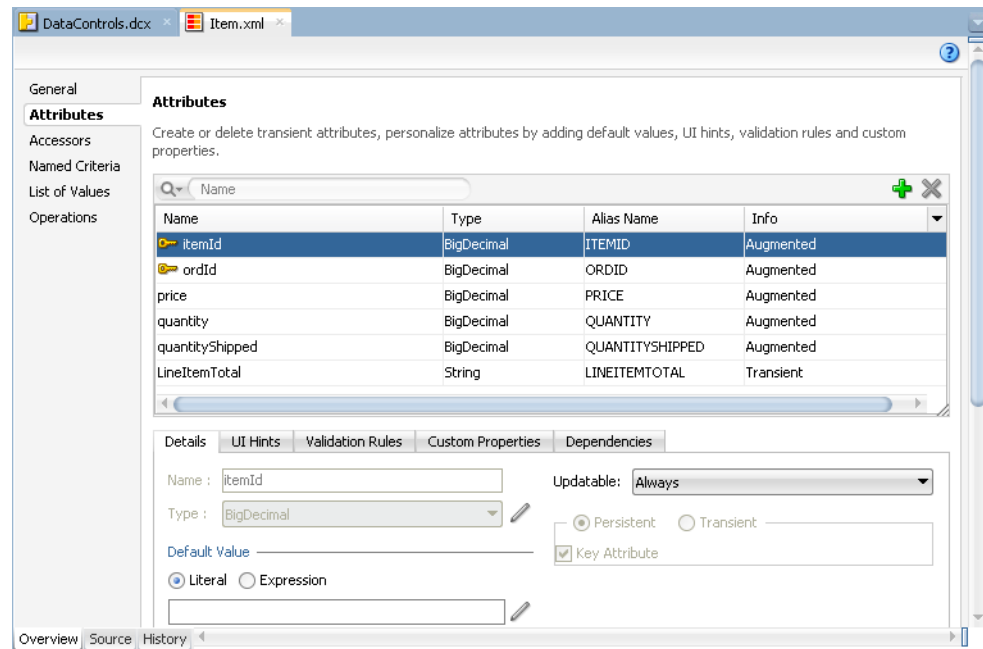 DataControls.dcx Item.xml
General
Attributes
Accessors
Named Criteria
List of Values
Operations
Attributes
Create or delete transient attributes, personalize attributes by adding default values, UI hints, validation rules and custom
properties.
Name
Name Type Alias Name Info
itemId BigDecimal ITEMID Augmented
ordId BigDecimal ORDID Augmented
price BigDecimal PRICE Augmented
quantity BigDecimal QUANTITY Augmented
quantityShipped BigDecimal QUANTITYSHIPPED Augmented
LineItemTotal String LINEITEMTOTAL Transient
Details UI Hints Validation Rules Custom Properties Dependencies
Name : itemId Updatable: Always
Type : BigDecimal Persistent Transient
Default Value Key Attribute
Literal Expression
Overview Source History